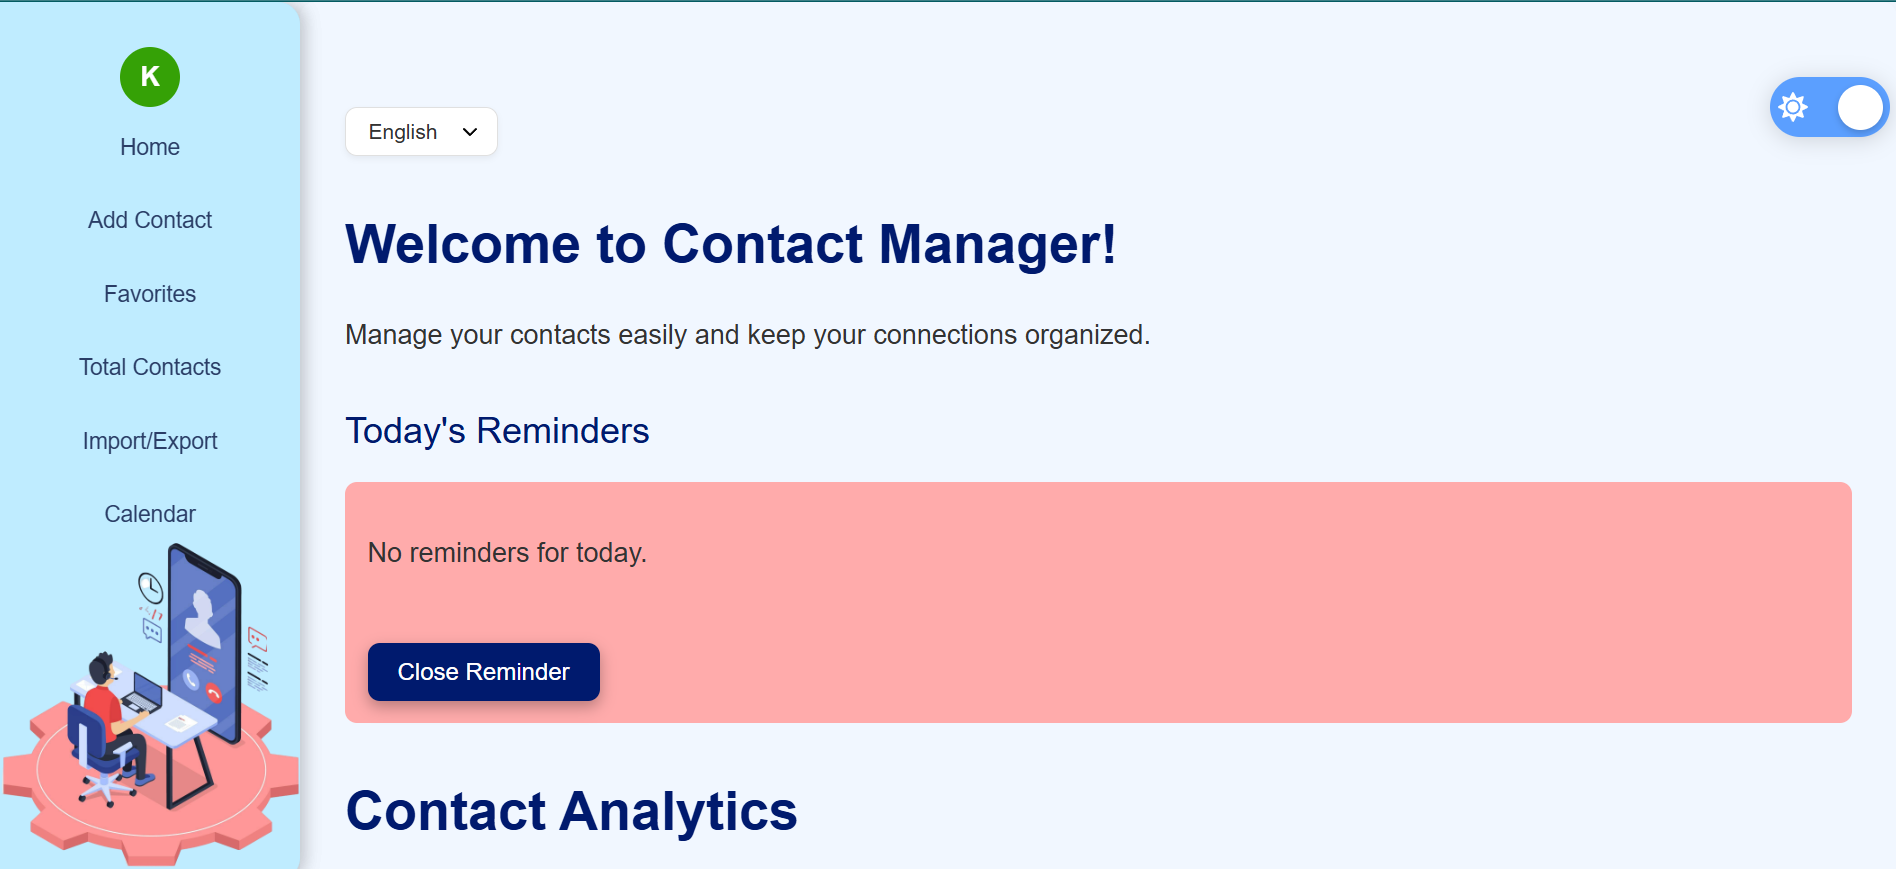 K
Home
Add Contact
Favorites
Total Contacts
Import/Export
Calendar
English
Welcome to Contact Manager!
Manage your contacts easily and keep your connections organized.
Today's Reminders
No reminders for today.
Close Reminder
Contact Analytics